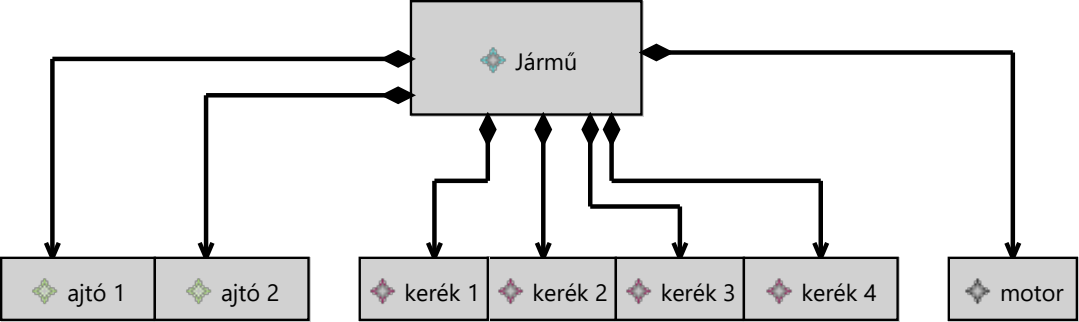 Jármű
ajtó 1
ajtó 2
kerék 1
kerék 2
kerék 3
kerék 4
motor